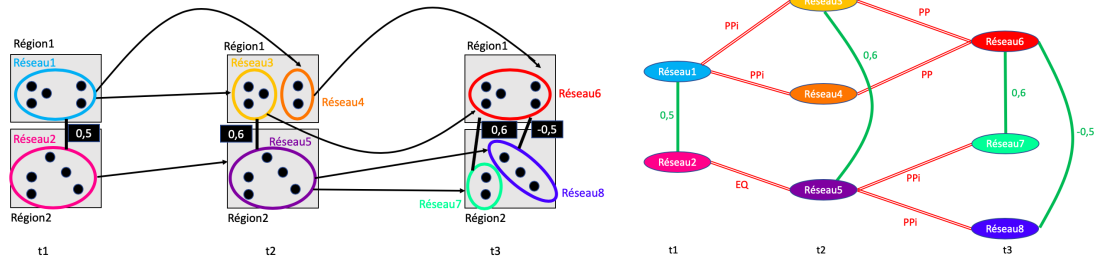 Région1
Réseau1
Réseau2
0,5
Région2
t1
Région1
Réseau3
Réseau4
0,6
Réseau5
Région2
t2
Région1
Réseau6
0,6
-0,5
Réseau7
Réseau8
Région2
t3
Réseau3
PPi
PP
Réseau1
PPi
0,6
Réseau4
PP
Réseau6
0,5
0,6
-0,5
Réseau2
EQ
Réseau5
PPi
Réseau7
PPi
Réseau8
t1
t2
t3